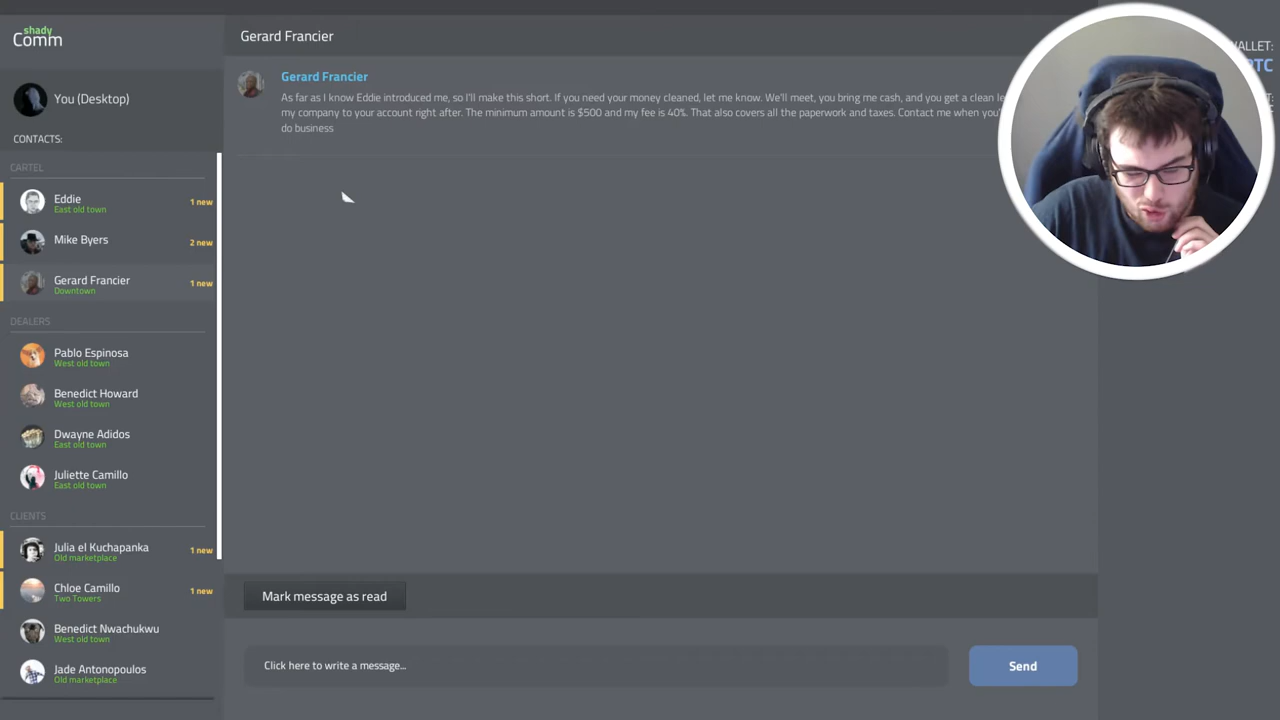 shady
Comm
Gerard Francier
You (Desktop)
CONTACTS:
CARTEL
Eddie
East old town
1 new
Mike Byers
2 new
Gerard Francier
Downtown
1 new
DEALERS
Pablo Espinosa
West old town
Benedict Howard
West old town
Dwayne Adidos
East old town
Juliette Camillo
East old town
CLIENTS
Julia el Kuchapanka
Old marketplace
1 new
Chloe Camillo
Two Towers
1 new
Benedict Nwachukwu
West old town
Jade Antonopoulos
Old marketplace
Gerard Francier
As far as I know Eddie introduced me, so I'll make this short. If you need your money cleaned, let me know. We'll meet, you bring me cash, and you get a clean
my company to your account right after. The minimum amount is $500 and my fee is 40%. That also covers all the paperwork and taxes. Contact me when
do business
Mark message as read
Click here to write a message...
Send